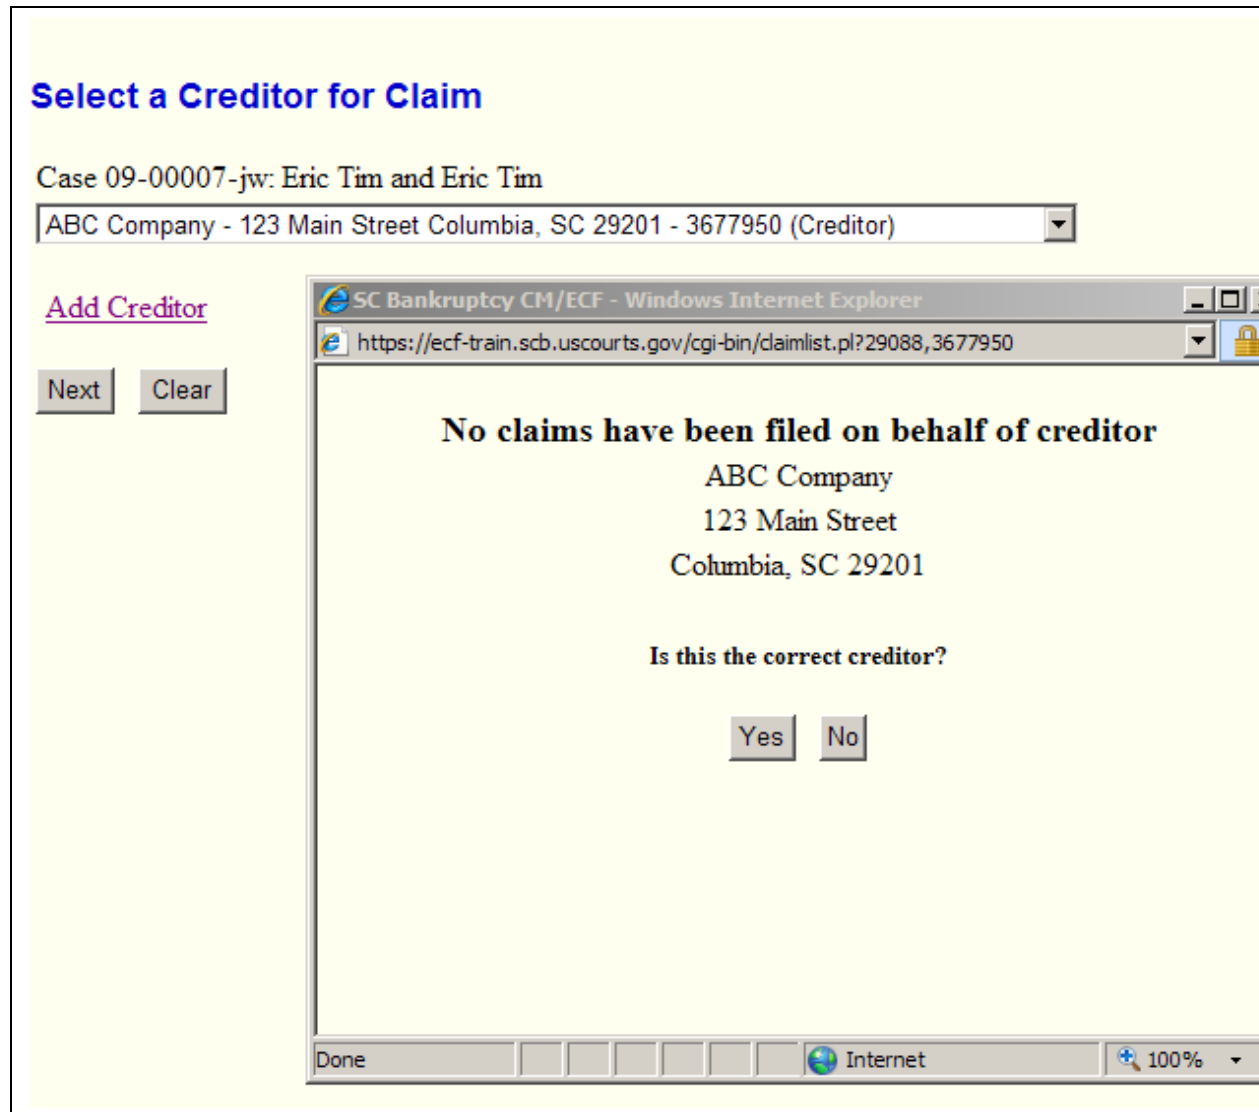 Select a Creditor for Claim
Case 09-00007-jw: Eric Tim and Eric Tim
ABC Company - 123 Main Street Columbia, SC 29201 - 3677950 (Creditor)
Add Creditor
Next Clear
SC Bankruptcy CM/ECF - Windows Internet Explorer
https://ecf-train.scb.uscourts.gov/cgi-bin/claimlist.pl?29088,3677950
No claims have been filed on behalf of creditor
ABC Company
123 Main Street
Columbia, SC 29201
Is this the correct creditor?
Yes No
Done Internet 100%